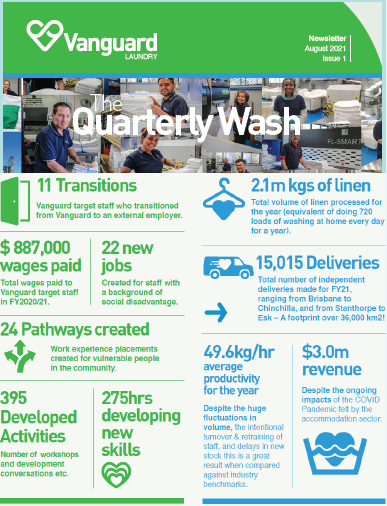 Vanguard
LAUNDRY
Newsletter
August 2021
Issue 1
The
Quarterly Wash
FL-SMART
11 Transitions
Vanguard target staff who transitioned
from Vanguard to an external employer.
$ 887,000
wages paid
Total wages paid to
Vanguard target staff
in FY2020/21.
22 new
jobs
Created for staff with
a background of
social disadvantage.
24 Pathways created
Work experience placements
created for vulnerable people
in the community.
395
Developed
Activities
Number of workshops
and development
conversations etc.
275hrs
developing
new
skills
2.1m kgs of linen
Total volume of linen processed for
the year (equivalent of doing 720
loads of washing at home every day
for a year).
15,015 Deliveries
Total number of independent
deliveries made for FY21,
ranging from Brisbane to
Chinchilla, and from Stanthorpe to
Esk – A footprint over 36,000 km2!
49.6kg/hr
average
productivity
for the year
Despite the huge
fluctuations in
volume, the intentional
turnover & retraining of
staff, and delays in new
stock this is a great
result when compared
against industry
benchmarks.
$3.0m
revenue
Despite the ongoing
impacts of the COVID
Pandemic felt by the
accommodation sector.